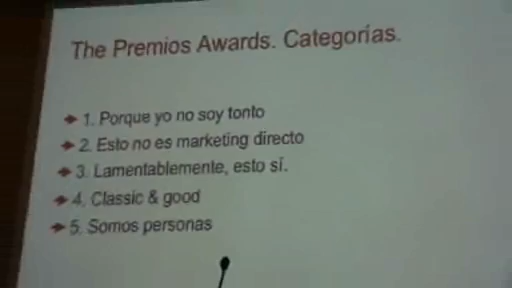 The Premios Awards. Categorías.
1. Porque yo no soy tonto
2. Esto no es marketing directo
3. Lamentablemente, esto sí.
4. Classic & good
5. Somos personas